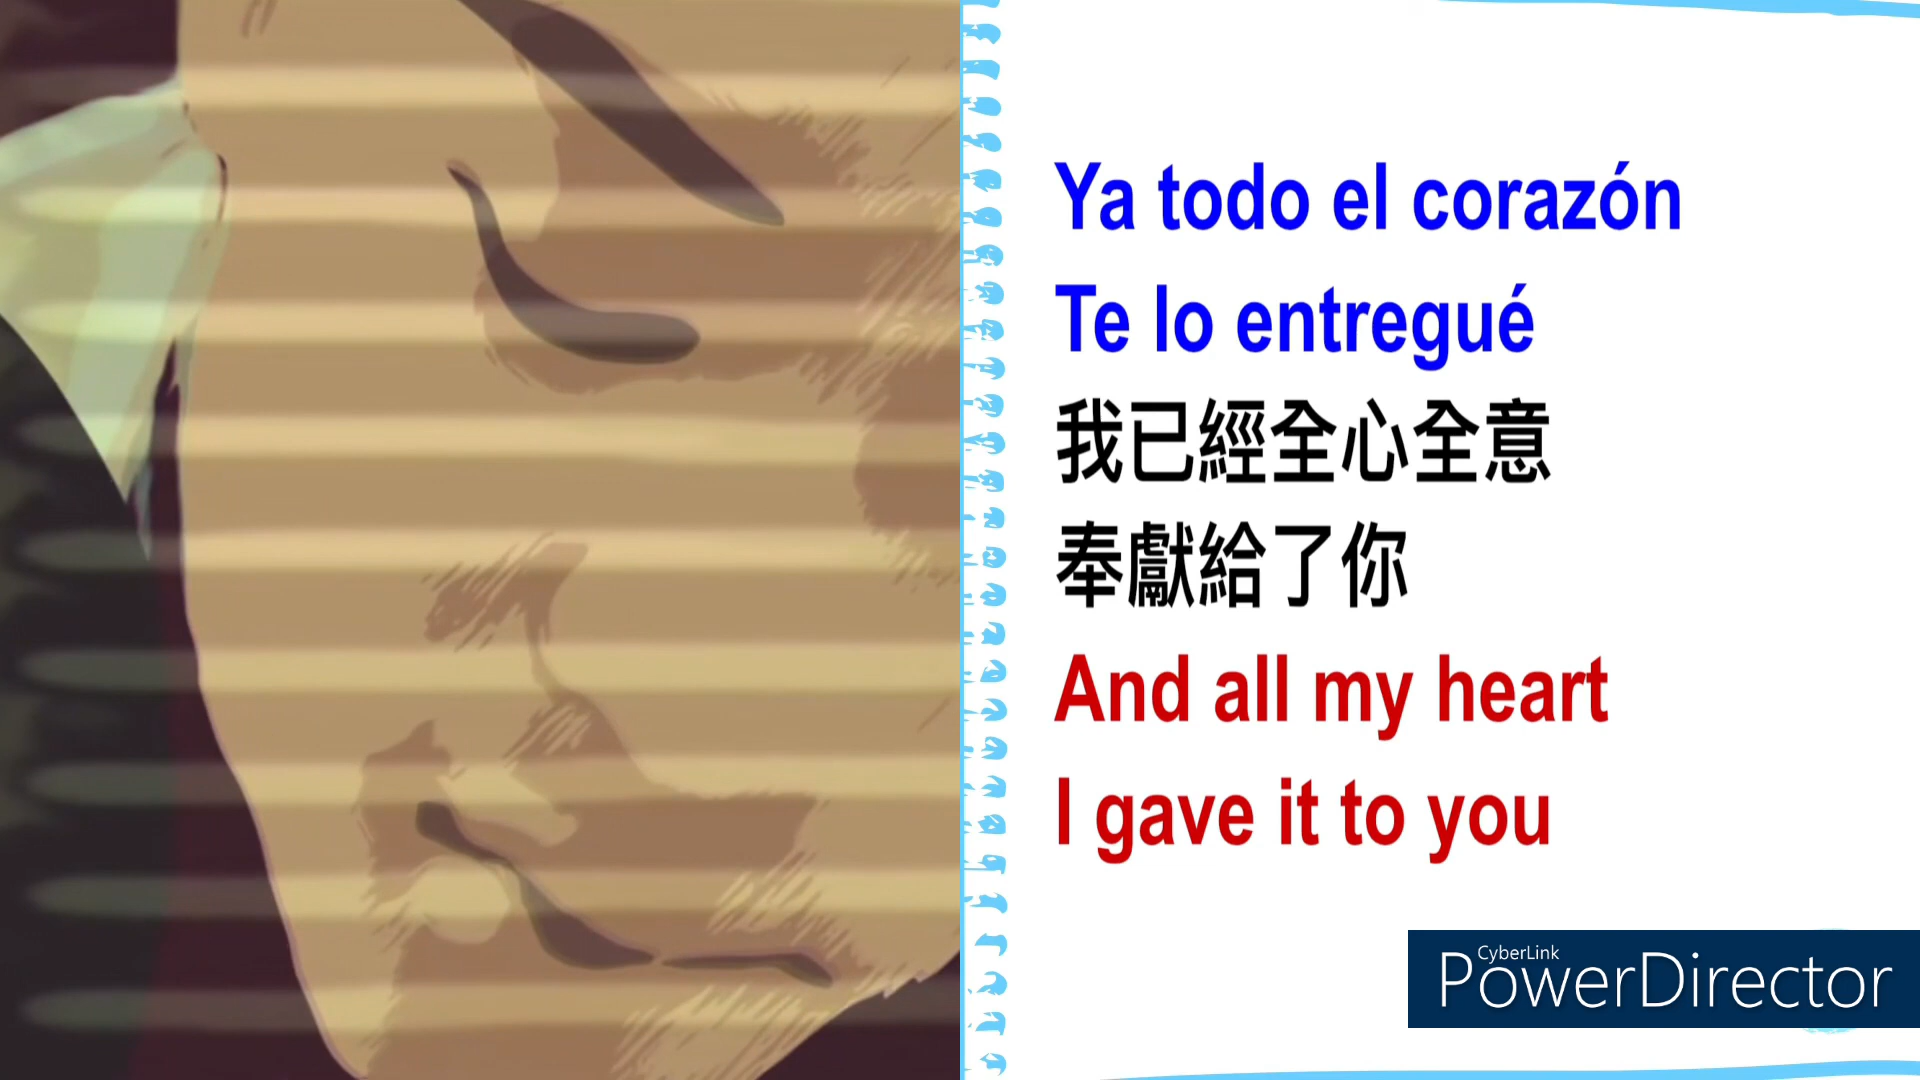 Ya todo el corazón
Te lo entregué
我已經全心全意
奉獻給了你
And all my heart
I gave it to you
CyberLink
PowerDirector